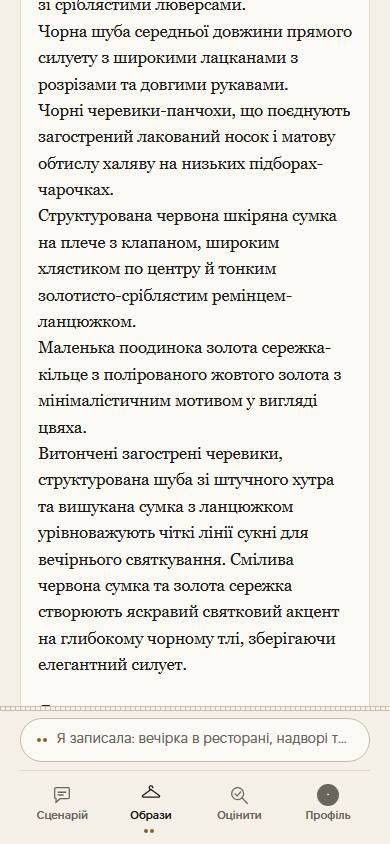 зі сріблястими люверсами.
Чорна шуба середньої довжини прямого
силуету з широкими лацканами з
розрізами та довгими рукавами.
Чорні черевики-панчохи, що поєднують
загострений лакований носок і матову
обтислу халяву на низьких підборах-
чарочках.
Структурована червона шкіряна сумка
на плече з клапаном, широким
хлястиком по центру й тонким
золотисто-сріблястим ремінцем-
ланцюжком.
Маленька поодинока золота сережка-
кільце з полірованого жовтого золота з
мінімалістичним мотивом у вигляді
цвяха.
Витончені загострені черевики,
структурована шуба зі штучного хутра
та вишукана сумка з ланцюжком
урівноважують чіткі лінії сукні для
вечірнього святкування. Смілива
червона сумка та золота сережка
створюють яскравий святковий акцент
на глибокому чорному тлі, зберігаючи
елегантний силует.
Я записала: вечірка в ресторані, надворі т...
Сценарій
Образи
Оцінити
Профіль